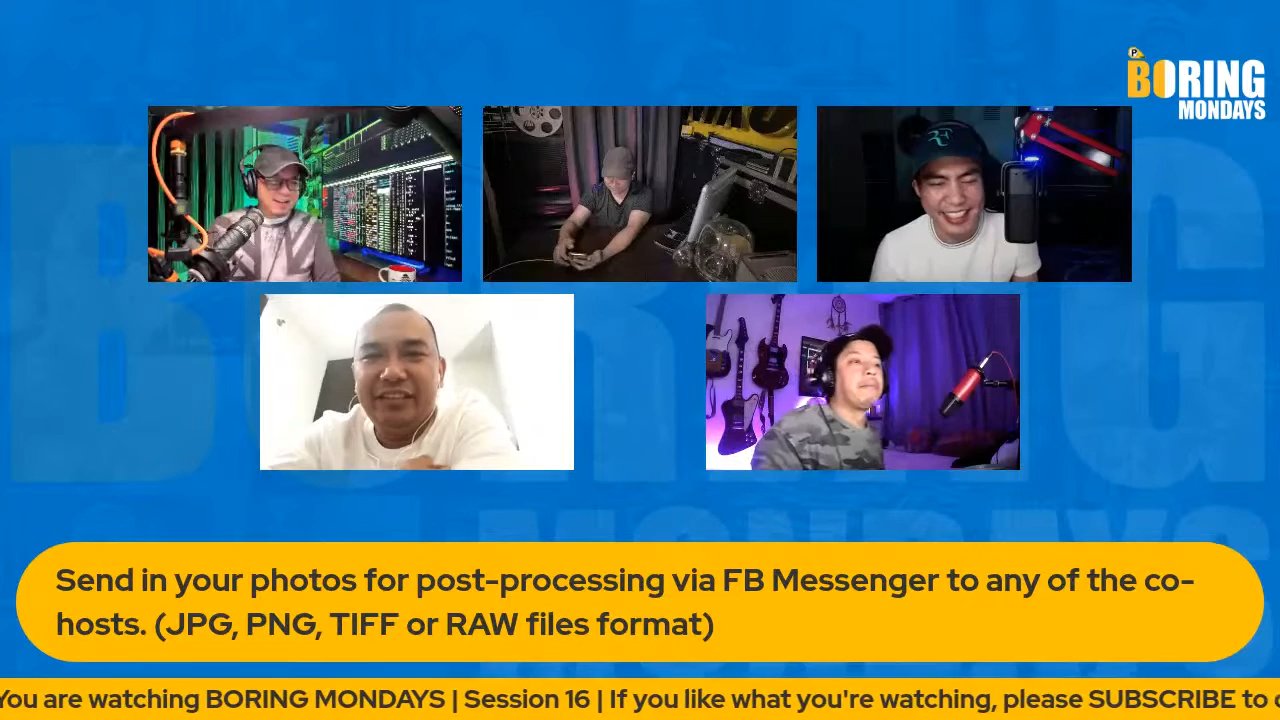 BORING
MONDAYS
Send in your photos for post-processing via FB Messenger to any of the co-
hosts. (JPG, PNG, TIFF or RAW files format)
You are watching BORING MONDAYS | Session 16 | If you like what you're watching, please SUBSCRIBE to